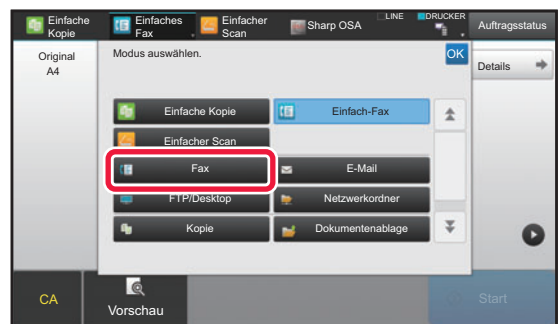 Einfache
Kopie
Einfaches
Fax
Einfacher
Scan
Sharp OSA
LINE
DRUCKER
Auftragsstatus
Original
A4
Modus auswählen.
OK
Details
Einfache Kopie
Einfach-Fax
Einfacher Scan
Fax
E-Mail
FTP/Desktop
Netzwerkordner
Kopie
Dokumentenablage
CA
Vorschau
Start